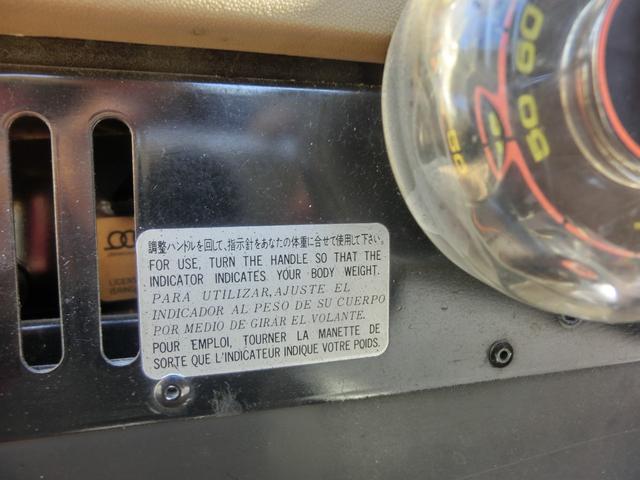 調整ハンドルを回して、指示針をあなたの体重に合せて使用して下さい。
FOR USE, TURN THE HANDLE SO THAT THE
INDICATOR INDICATES YOUR BODY WEIGHT.
PARA UTILIZAR, AJUSTE EL
INDICADOR AL PESO DE SU CUERPO
POR MEDIO DE GIRAR EL VOLANTE.
POUR EMPLOI, TOURNER LA MANETTE DE
SORTE QUE L'INDICATEUR INDIQUE VOTRE POIDS.